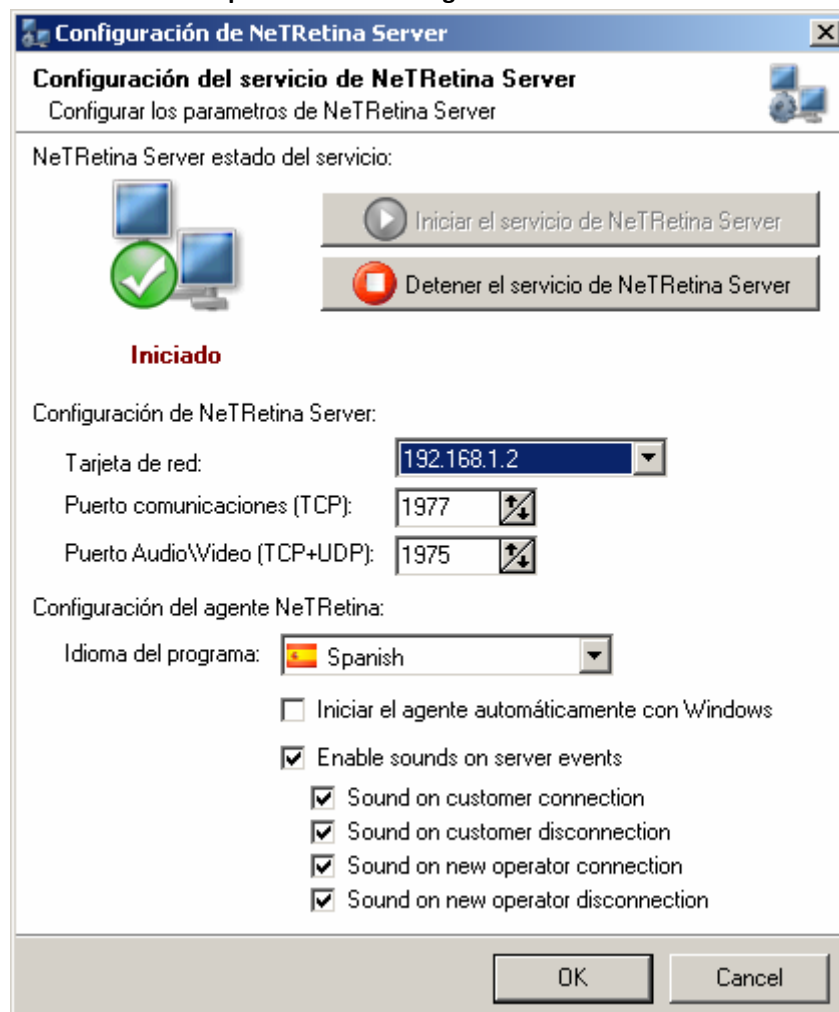 Configuración de NeTRetina Server
Configuración del servicio de NeTRetina Server
Configurar los parametros de NeTRetina Server
NeTRetina Server estado del servicio:
Iniciar el servicio de NeTRetina Server
Detener el servicio de NeTRetina Server
Iniciado
Configuración de NeTRetina Server:
Tarjeta de red: 192.168.1.2
Puerto comunicaciones (TCP): 1977
Puerto Audio\Video (TCP+UDP): 1975
Configuración del agente NeTRetina:
Idioma del programa: Spanish
Iniciar el agente automáticamente con Windows
Enable sounds on server events
Sound on customer connection
Sound on customer disconnection
Sound on new operator connection
Sound on new operator disconnection
OK Cancel